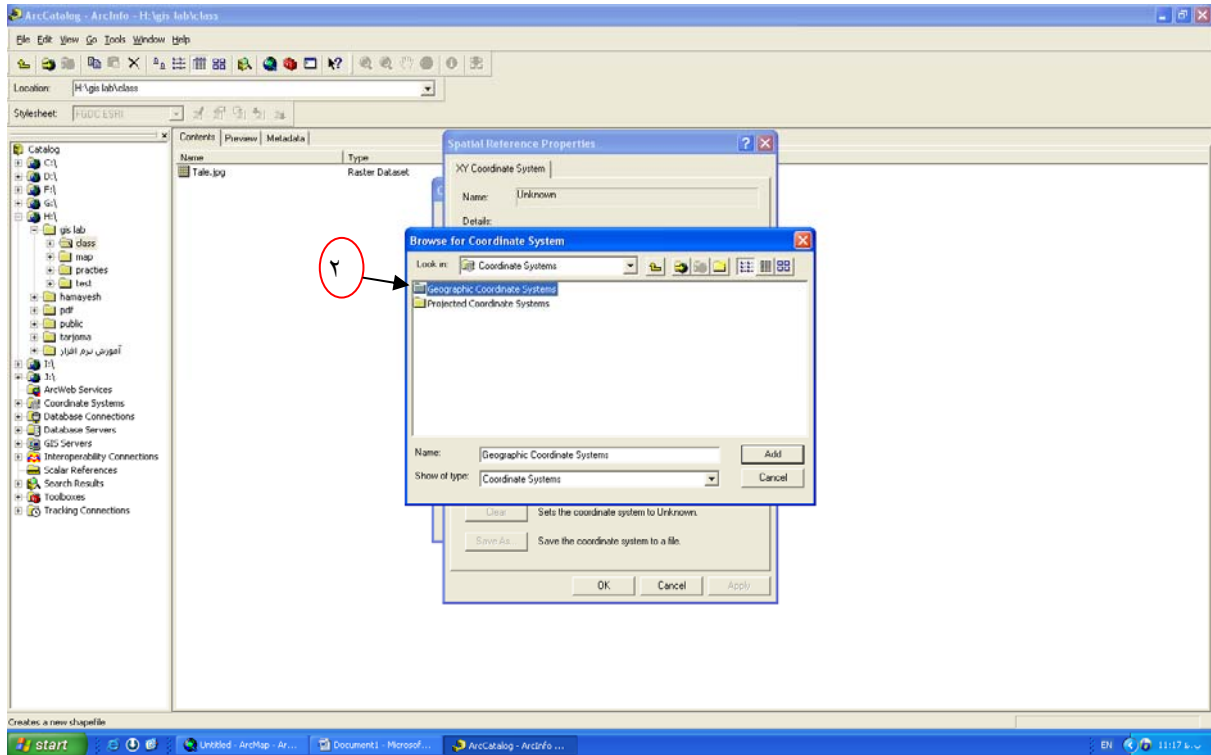 ArcCatalog - ArcInfo - H:\gis lab\class
File Edit View Go Tools Window Help
Location: H:\gis lab\class
Stylesheet: FGDC ESRI
Contents Preview Metadata
Name Type
Tale.jpg Raster Dataset
Catalog
C:\
D:\
F:\
G:\
H:\
gis lab
class
map
practies
test
hamayesh
pdf
public
tarjoma
آموزش نرم افزار
I:\
J:\
ArcWeb Services
Coordinate Systems
Database Connections
Database Servers
GIS Servers
Interoperability Connections
Scalar References
Search Results
Toolboxes
Tracking Connections
Spatial Reference Properties
XY Coordinate System
Name: Unknown
Details:
Browse for Coordinate System
Look in: Coordinate Systems
۲
Geographic Coordinate Systems
Projected Coordinate Systems
Name: Geographic Coordinate Systems Add
Show of type: Coordinate Systems Cancel
Clear Sets the coordinate system to Unknown.
Save As... Save the coordinate system to a file.
OK Cancel Apply
Creates a new shapefile
start Untitled - ArcMap - Ar... Document1 - Microsof... ArcCatalog - ArcInfo ... EN 11:17